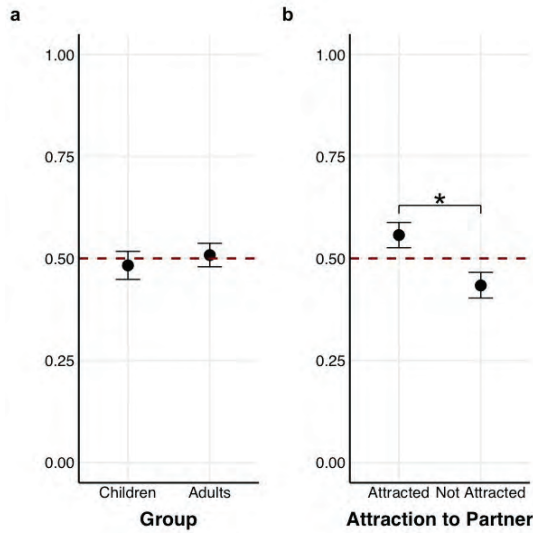 a
1.00
0.75
0.50
0.25
0.00
Children Adults
Group
b
1.00
0.75
0.50
0.25
0.00
*
Attracted Not Attracted
Attraction to Partner